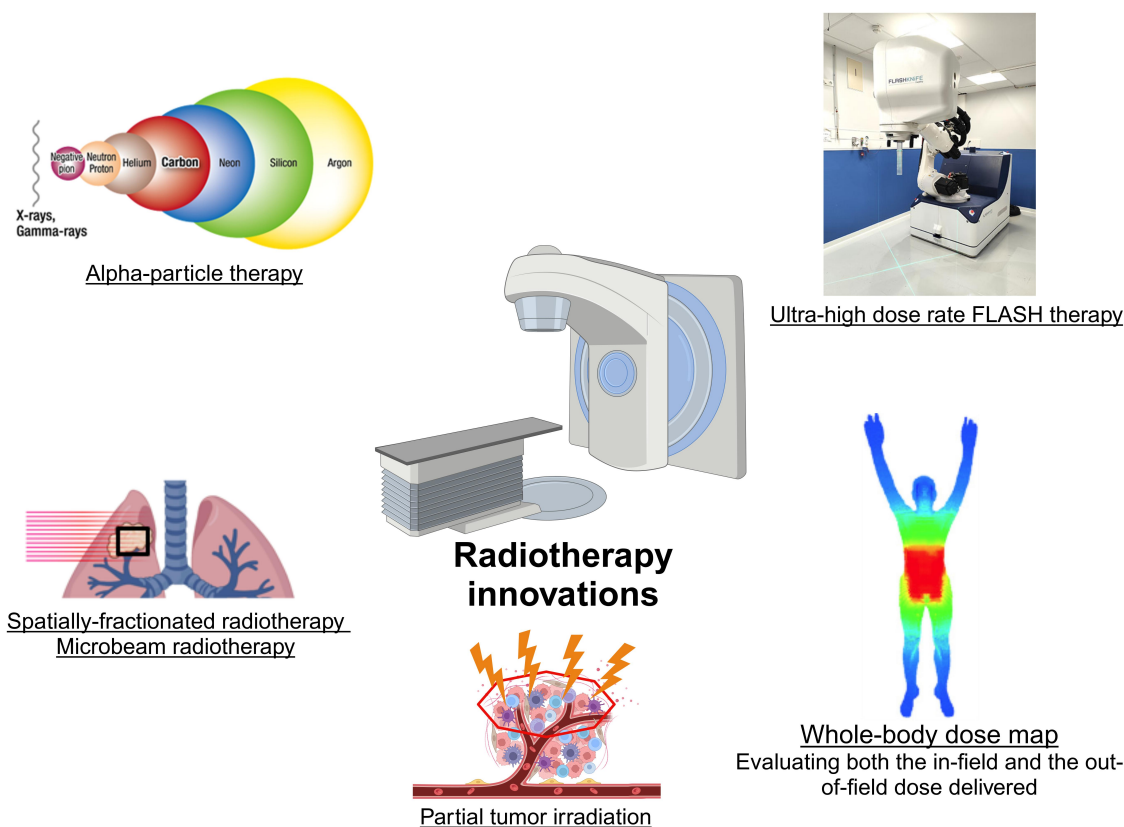 Negative
pion
Neutron
Proton
Helium
Carbon
Neon
Silicon
Argon
X-rays,
Gamma-rays
Alpha-particle therapy
FLASHKNIFE
Ultra-high dose rate FLASH therapy
Radiotherapy
innovations
Spatially-fractionated radiotherapy
Microbeam radiotherapy
Partial tumor irradiation
Whole-body dose map
Evaluating both the in-field and the out-
of-field dose delivered